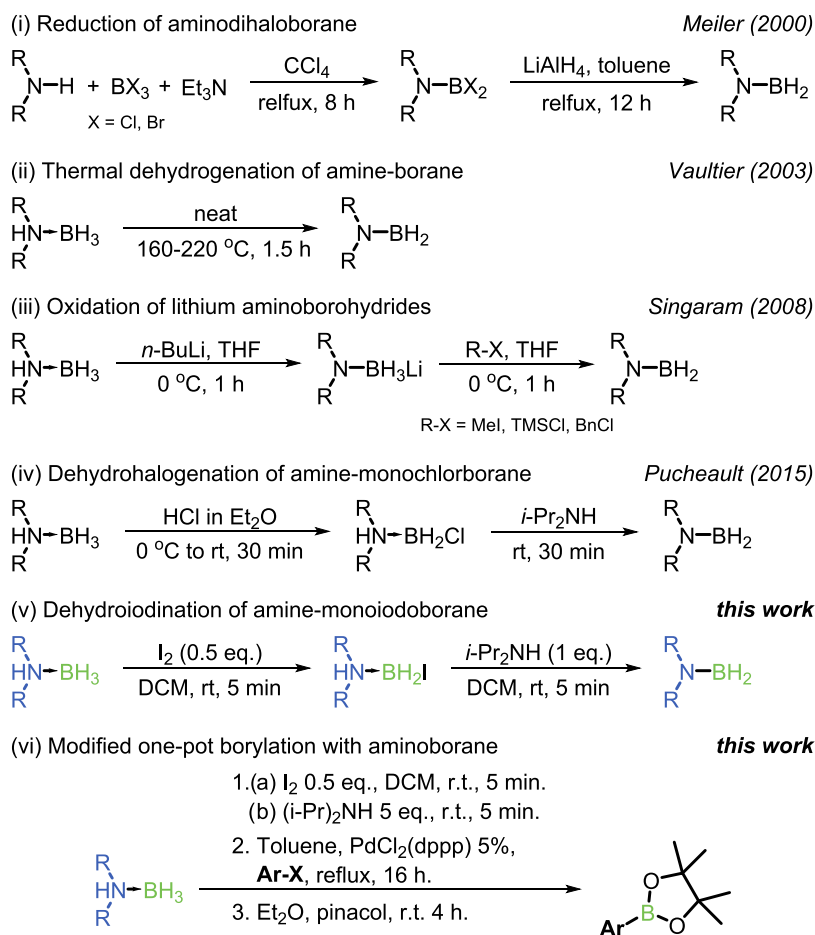 (i) Reduction of aminodihaloborane Meiler (2000)
R
N—H + BX3 + Et3N CCl4 N—BX2 LiAlH4, toluene N—BH2
R
X = Cl, Br relfux, 8 h relfux, 12 h
(ii) Thermal dehydrogenation of amine-borane Vaultier (2003)
R
HN BH3 neat N—BH2
R
160-220 °C, 1.5 h
(iii) Oxidation of lithium aminoborohydrides Singaram (2008)
R
HN BH3 n-BuLi, THF N—BH3Li R-X, THF N—BH2
R
0 °C, 1 h 0 °C, 1 h
R-X = MeI, TMSCl, BnCl
(iv) Dehydrohalogenation of amine-monochlorborane Pucheault (2015)
R
HN BH3 HCl in Et2O HN BH2Cl i-Pr2NH N—BH2
R
0 °C to rt, 30 min rt, 30 min
(v) Dehydroiodination of amine-monoiodoborane this work
R
HN BH3 I2 (0.5 eq.) HN BH2I i-Pr2NH (1 eq.) N—BH2
R
DCM, rt, 5 min DCM, rt, 5 min
(vi) Modified one-pot borylation with aminoborane this work
1.(a) I2 0.5 eq., DCM, r.t., 5 min.
(b) (i-Pr)2NH 5 eq., r.t., 5 min.
2. Toluene, PdCl2(dppp) 5%,
Ar-X, reflux, 16 h.
3. Et2O, pinacol, r.t. 4 h.
R
HN BH3
R
O
B
O
Ar